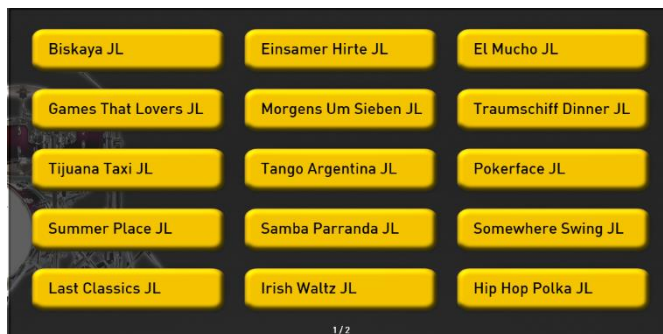 Biskaya JL
Einsamer Hirte JL
El Mucho JL
Games That Lovers JL
Morgens Um Sieben JL
Traumschiff Dinner JL
Tijuana Taxi JL
Tango Argentina JL
Pokerface JL
Summer Place JL
Samba Parranda JL
Somewhere Swing JL
Last Classics JL
Irish Waltz JL
Hip Hop Polka JL
1/2